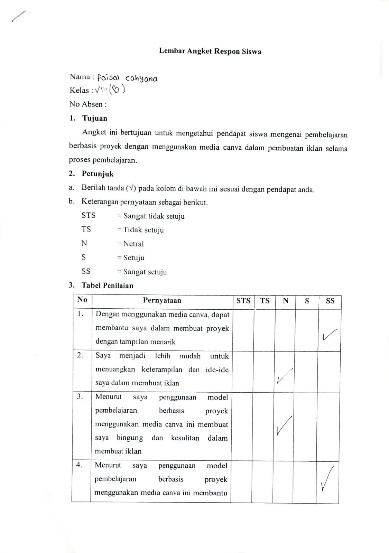 Lembar Angket Respon Siswa
Nama : Faisal cahyana
Kelas : VIII (B)
No Absen :
1. Tujuan
Angket ini bertujuan untuk mengetahui pendapat siswa mengenai pembelajaran
berbasis proyek dengan menggunakan media canva dalam pembuatan iklan selama
proses pembelajaran.
2. Petunjuk
a. Berilah tanda (√) pada kolom di bawah ini sesuai dengan pendapat anda.
b. Keterangan pernyataan sebagai berikut.
STS = Sangat tidak setuju
TS = Tidak setuju
N = Netral
S = Setuju
SS = Sangat setuju
3. Tabel Penilaian
No Pernyataan STS TS N S SS
1. Dengan menggunakan media canva, dapat
membantu saya dalam membuat proyek
dengan tampilan menarik √
2. Saya menjadi lebih mudah untuk
menuangkan keterampilan dan ide-ide
saya dalam membuat iklan √
3. Menurut saya penggunaan model
pembelajaran berbasis proyek
menggunakan media canva ini membuat √
saya bingung dan kesulitan dalam
membuat iklan
4. Menurut saya penggunaan model
pembelajaran berbasis proyek
menggunakan media canva ini membantu √